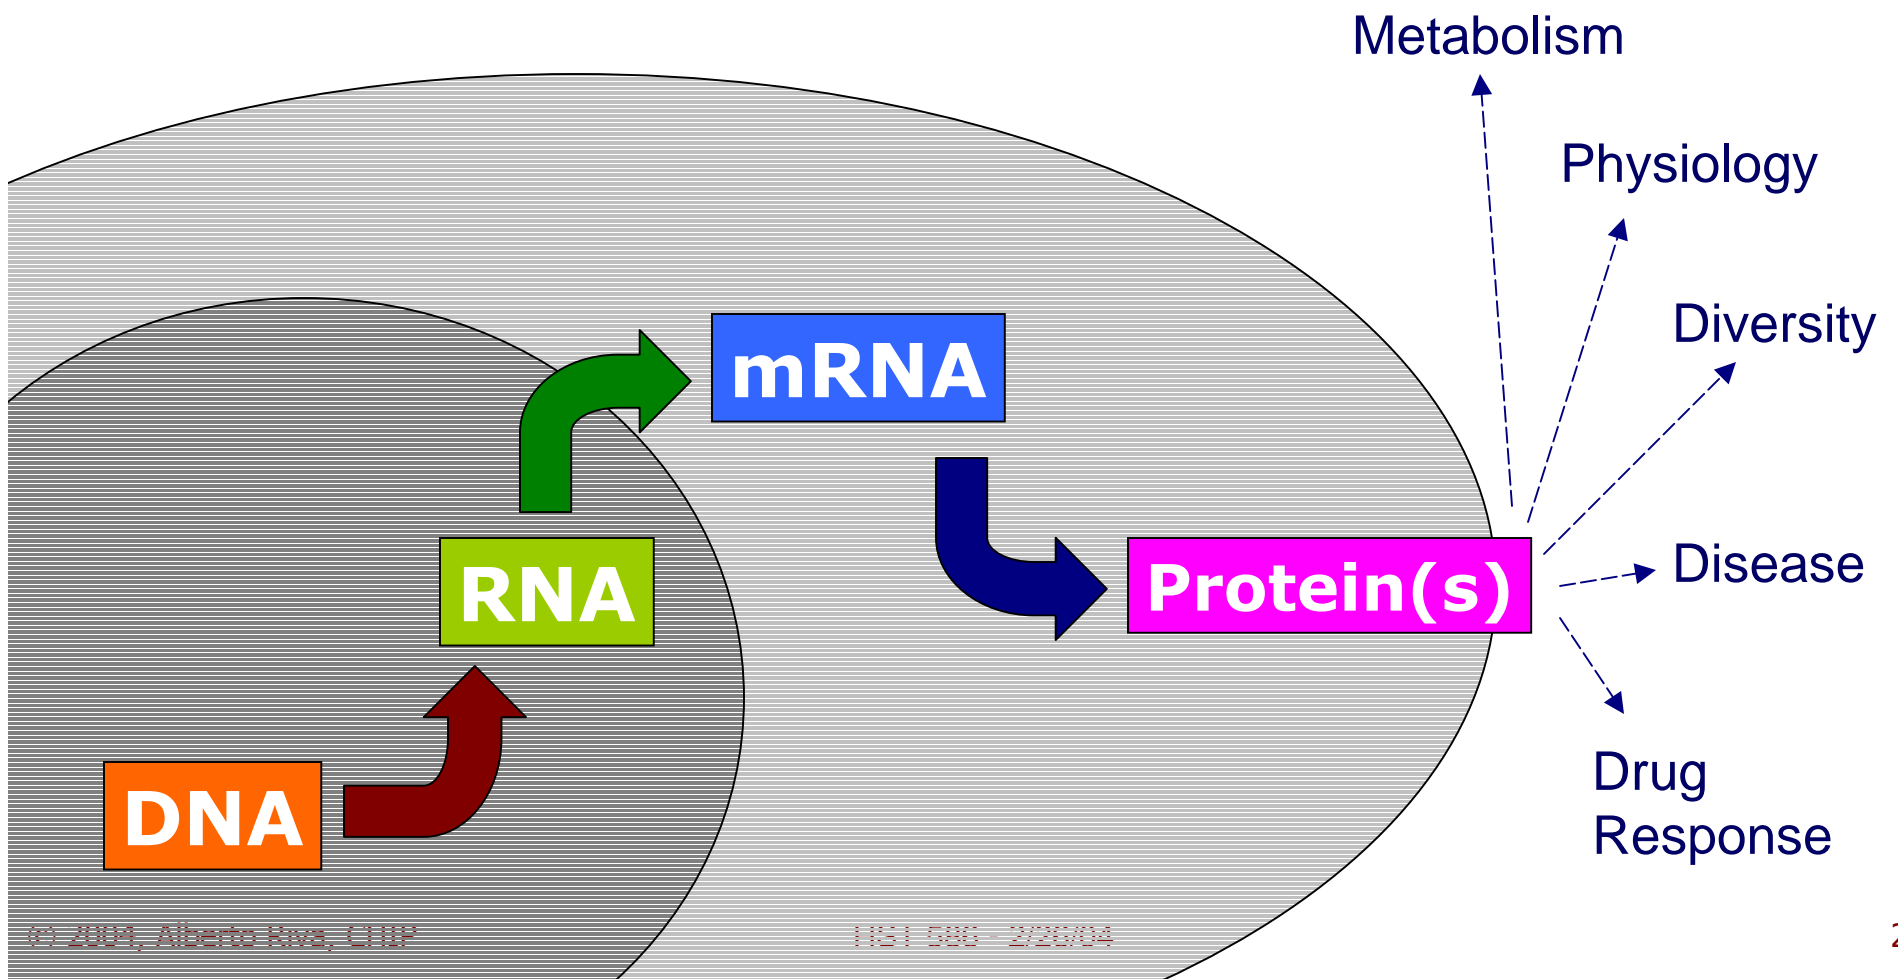 Metabolism
Physiology
Diversity
mRNA
Disease
RNA
Protein(s)
Drug
Response
DNA
(c) 2004, Alberto Riva, CHIP
HST 586 - 2/26/04
2